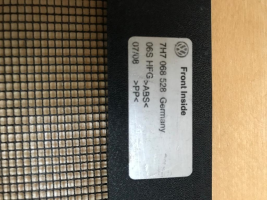 Front Inside
7H7 068 528 Germany
06S HFG >ABS<
07/08 >PP<